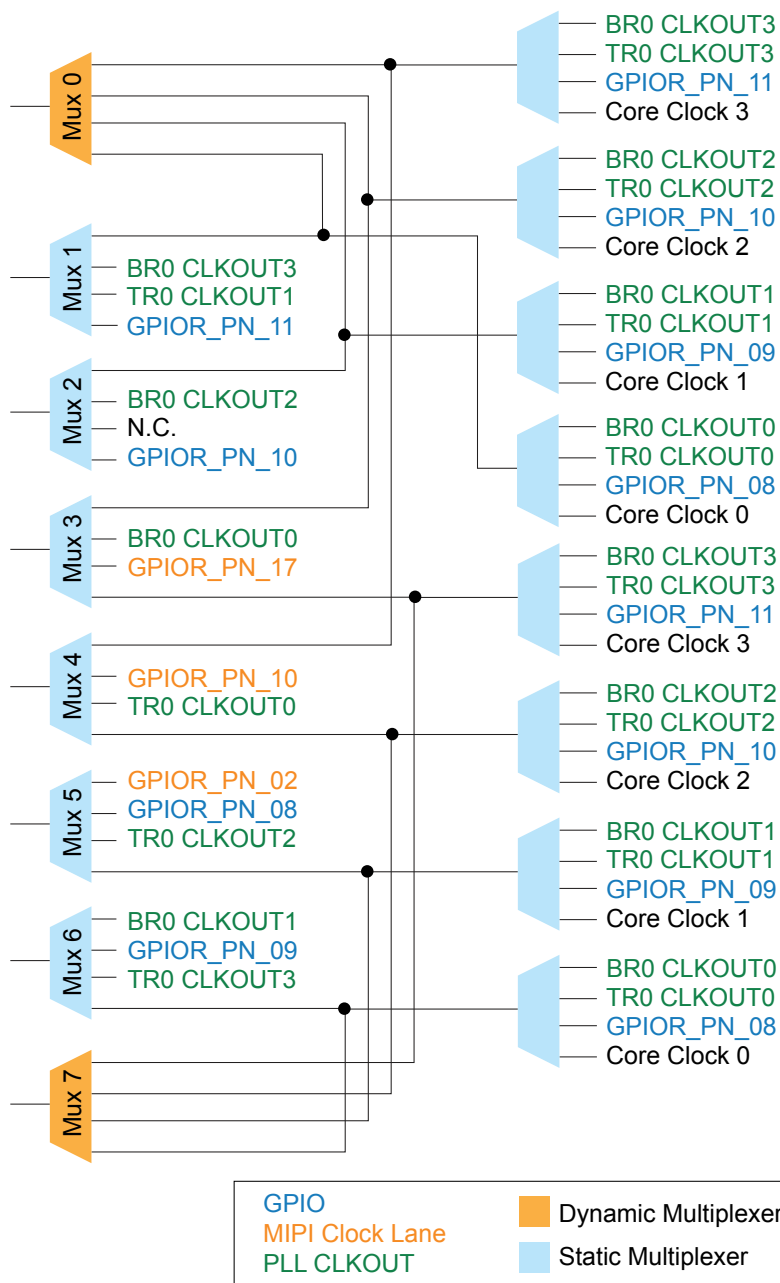 Mux 0
Mux 1
BR0 CLKOUT3
TR0 CLKOUT1
GPIOR_PN_11
Mux 2
BR0 CLKOUT2
N.C.
GPIOR_PN_10
Mux 3
BR0 CLKOUT0
GPIOR_PN_17
Mux 4
GPIOR_PN_10
TR0 CLKOUT0
Mux 5
GPIOR_PN_02
GPIOR_PN_08
TR0 CLKOUT2
Mux 6
BR0 CLKOUT1
GPIOR_PN_09
TR0 CLKOUT3
Mux 7
BR0 CLKOUT3
TR0 CLKOUT3
GPIOR_PN_11
Core Clock 3
BR0 CLKOUT2
TR0 CLKOUT2
GPIOR_PN_10
Core Clock 2
BR0 CLKOUT1
TR0 CLKOUT1
GPIOR_PN_09
Core Clock 1
BR0 CLKOUT0
TR0 CLKOUT0
GPIOR_PN_08
Core Clock 0
BR0 CLKOUT3
TR0 CLKOUT3
GPIOR_PN_11
Core Clock 3
BR0 CLKOUT2
TR0 CLKOUT2
GPIOR_PN_10
Core Clock 2
BR0 CLKOUT1
TR0 CLKOUT1
GPIOR_PN_09
Core Clock 1
BR0 CLKOUT0
TR0 CLKOUT0
GPIOR_PN_08
Core Clock 0
GPIO
MIPI Clock Lane
PLL CLKOUT
Dynamic Multiplexer
Static Multiplexer